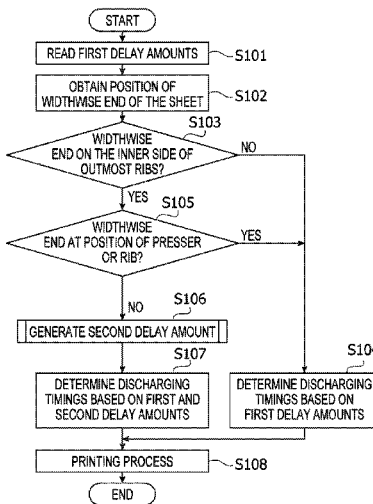 START
READ FIRST DELAY AMOUNTS
S101
OBTAIN POSITION OF
WIDTHWISE END OF THE SHEET
S102
S103
WIDTHWISE
END ON THE INNER SIDE OF
OUTMOST RIBS?
NO
YES
S105
WIDTHWISE
END AT POSITION OF PRESSER
OR RIB?
YES
NO
S106
GENERATE SECOND DELAY AMOUNT
S107
DETERMINE DISCHARGING
TIMINGS BASED ON FIRST AND
SECOND DELAY AMOUNTS
S104
DETERMINE DISCHARGING
TIMINGS BASED ON
FIRST DELAY AMOUNTS
PRINTING PROCESS
S108
END